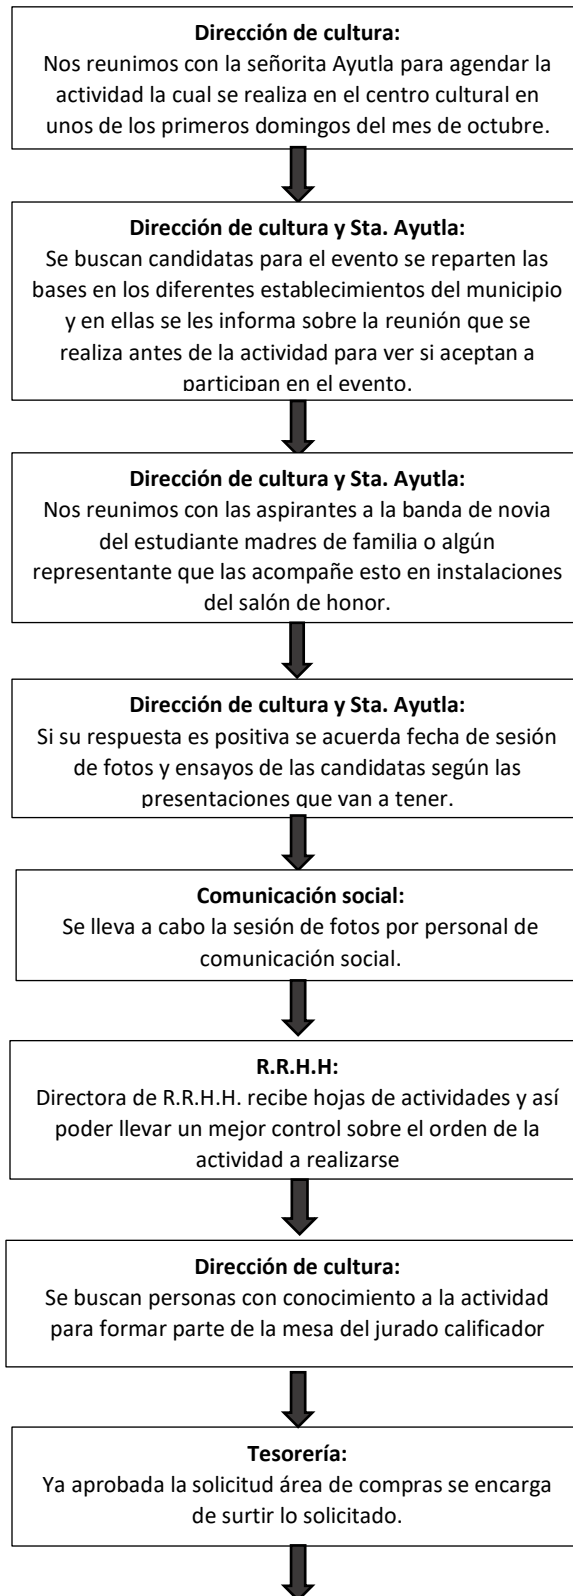 Dirección de cultura:
Nos reunimos con la señorita Ayutla para agendar la
actividad la cual se realiza en el centro cultural en
unos de los primeros domingos del mes de octubre.
Dirección de cultura y Sta. Ayutla:
Se buscan candidatas para el evento se reparten las
bases en los diferentes establecimientos del municipio
y en ellas se les informa sobre la reunión que se
realiza antes de la actividad para ver si aceptan a
participan en el evento.
Dirección de cultura y Sta. Ayutla:
Nos reunimos con las aspirantes a la banda de novia
del estudiante madres de familia o algún
representante que las acompañe esto en instalaciones
del salón de honor.
Dirección de cultura y Sta. Ayutla:
Si su respuesta es positiva se acuerda fecha de sesión
de fotos y ensayos de las candidatas según las
presentaciones que van a tener.
Comunicación social:
Se lleva a cabo la sesión de fotos por personal de
comunicación social.
R.R.H.H:
Directora de R.R.H.H. recibe hojas de actividades y así
poder llevar un mejor control sobre el orden de la
actividad a realizarse
Dirección de cultura:
Se buscan personas con conocimiento a la actividad
para formar parte de la mesa del jurado calificador
Tesorería:
Ya aprobada la solicitud área de compras se encarga
de surtir lo solicitado.